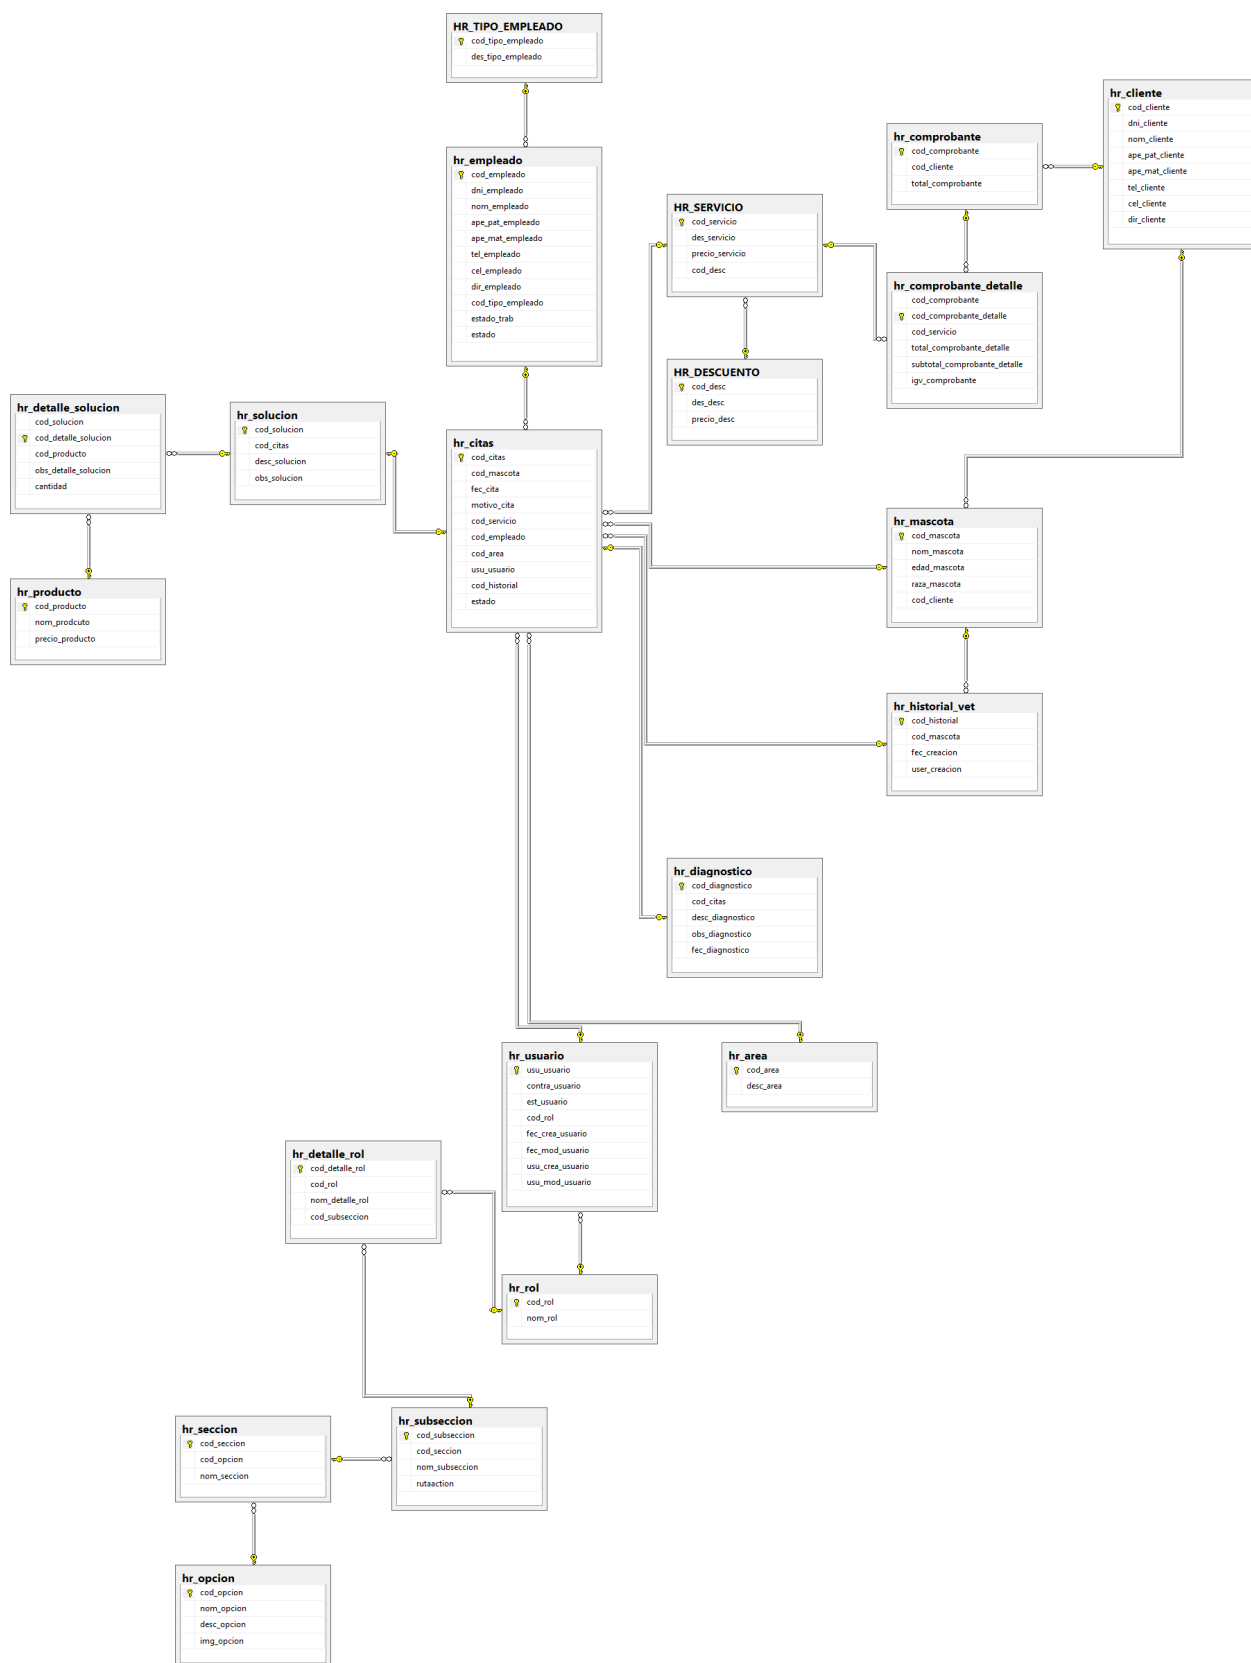 HR_TIPO_EMPLEADO
cod_tipo_empleado
des_tipo_empleado
hr_cliente
cod_cliente
dni_cliente
nom_cliente
ape_pat_cliente
ape_mat_cliente
tel_cliente
cel_cliente
dir_cliente
hr_comprobante
cod_comprobante
cod_cliente
total_comprobante
hr_empleado
cod_empleado
dni_empleado
nom_empleado
ape_pat_empleado
ape_mat_empleado
tel_empleado
cel_empleado
dir_empleado
cod_tipo_empleado
estado_trab
estado
HR_SERVICIO
cod_servicio
des_servicio
precio_servicio
cod_desc
hr_comprobante_detalle
cod_comprobante
cod_comprobante_detalle
cod_servicio
total_comprobante_detalle
subtotal_comprobante_detalle
igv_comprobante
HR_DESCUENTO
cod_desc
des_desc
precio_desc
hr_detalle_solucion
cod_solucion
cod_detalle_solucion
cod_producto
obs_detalle_solucion
cantidad
hr_solucion
cod_solucion
cod_citas
desc_solucion
obs_solucion
hr_citas
cod_citas
cod_mascota
fec_cita
motivo_cita
cod_servicio
cod_empleado
cod_area
usu_usuario
cod_historial
estado
hr_mascota
cod_mascota
nom_mascota
edad_mascota
raza_mascota
cod_cliente
hr_producto
cod_producto
nom_prodcuto
precio_producto
hr_historial_vet
cod_historial
cod_mascota
fec_creacion
user_creacion
hr_diagnostico
cod_diagnostico
cod_citas
desc_diagnostico
obs_diagnostico
fec_diagnostico
hr_usuario
usu_usuario
contra_usuario
est_usuario
cod_rol
fec_crea_usuario
fec_mod_usuario
usu_crea_usuario
usu_mod_usuario
hr_area
cod_area
desc_area
hr_detalle_rol
cod_detalle_rol
cod_rol
nom_detalle_rol
cod_subseccion
hr_rol
cod_rol
nom_rol
hr_seccion
cod_seccion
cod_opcion
nom_seccion
hr_subseccion
cod_subseccion
cod_seccion
nom_subseccion
rutaaction
hr_opcion
cod_opcion
nom_opcion
desc_opcion
img_opcion